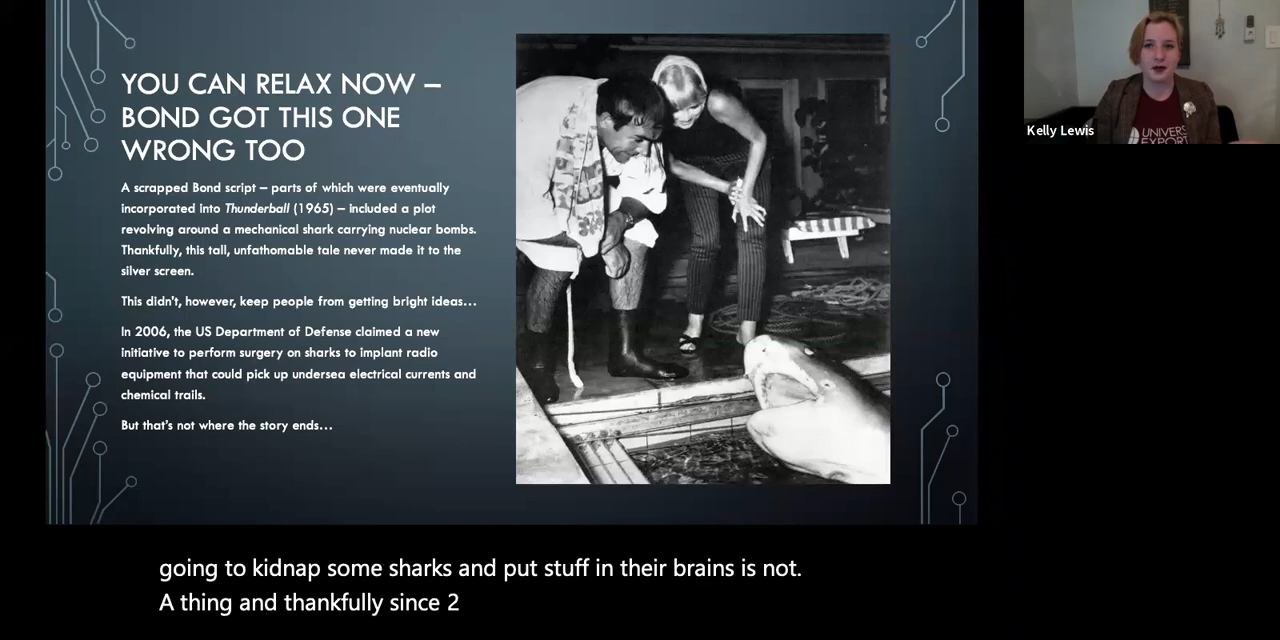 YOU CAN RELAX NOW –
BOND GOT THIS ONE
WRONG TOO
A scrapped Bond script – parts of which were eventually
incorporated into Thunderball (1965) – included a plot
revolving around a mechanical shark carrying nuclear bombs.
Thankfully, this tall, unfathomable tale never made it to the
silver screen.
This didn't, however, keep people from getting bright ideas…
In 2006, the US Department of Defense claimed a new
initiative to perform surgery on sharks to implant radio
equipment that could pick up undersea electrical currents and
chemical trails.
But that's not where the story ends…
Kelly Lewis
UNIVERS
EXPORT
going to kidnap some sharks and put stuff in their brains is not.
A thing and thankfully since 2